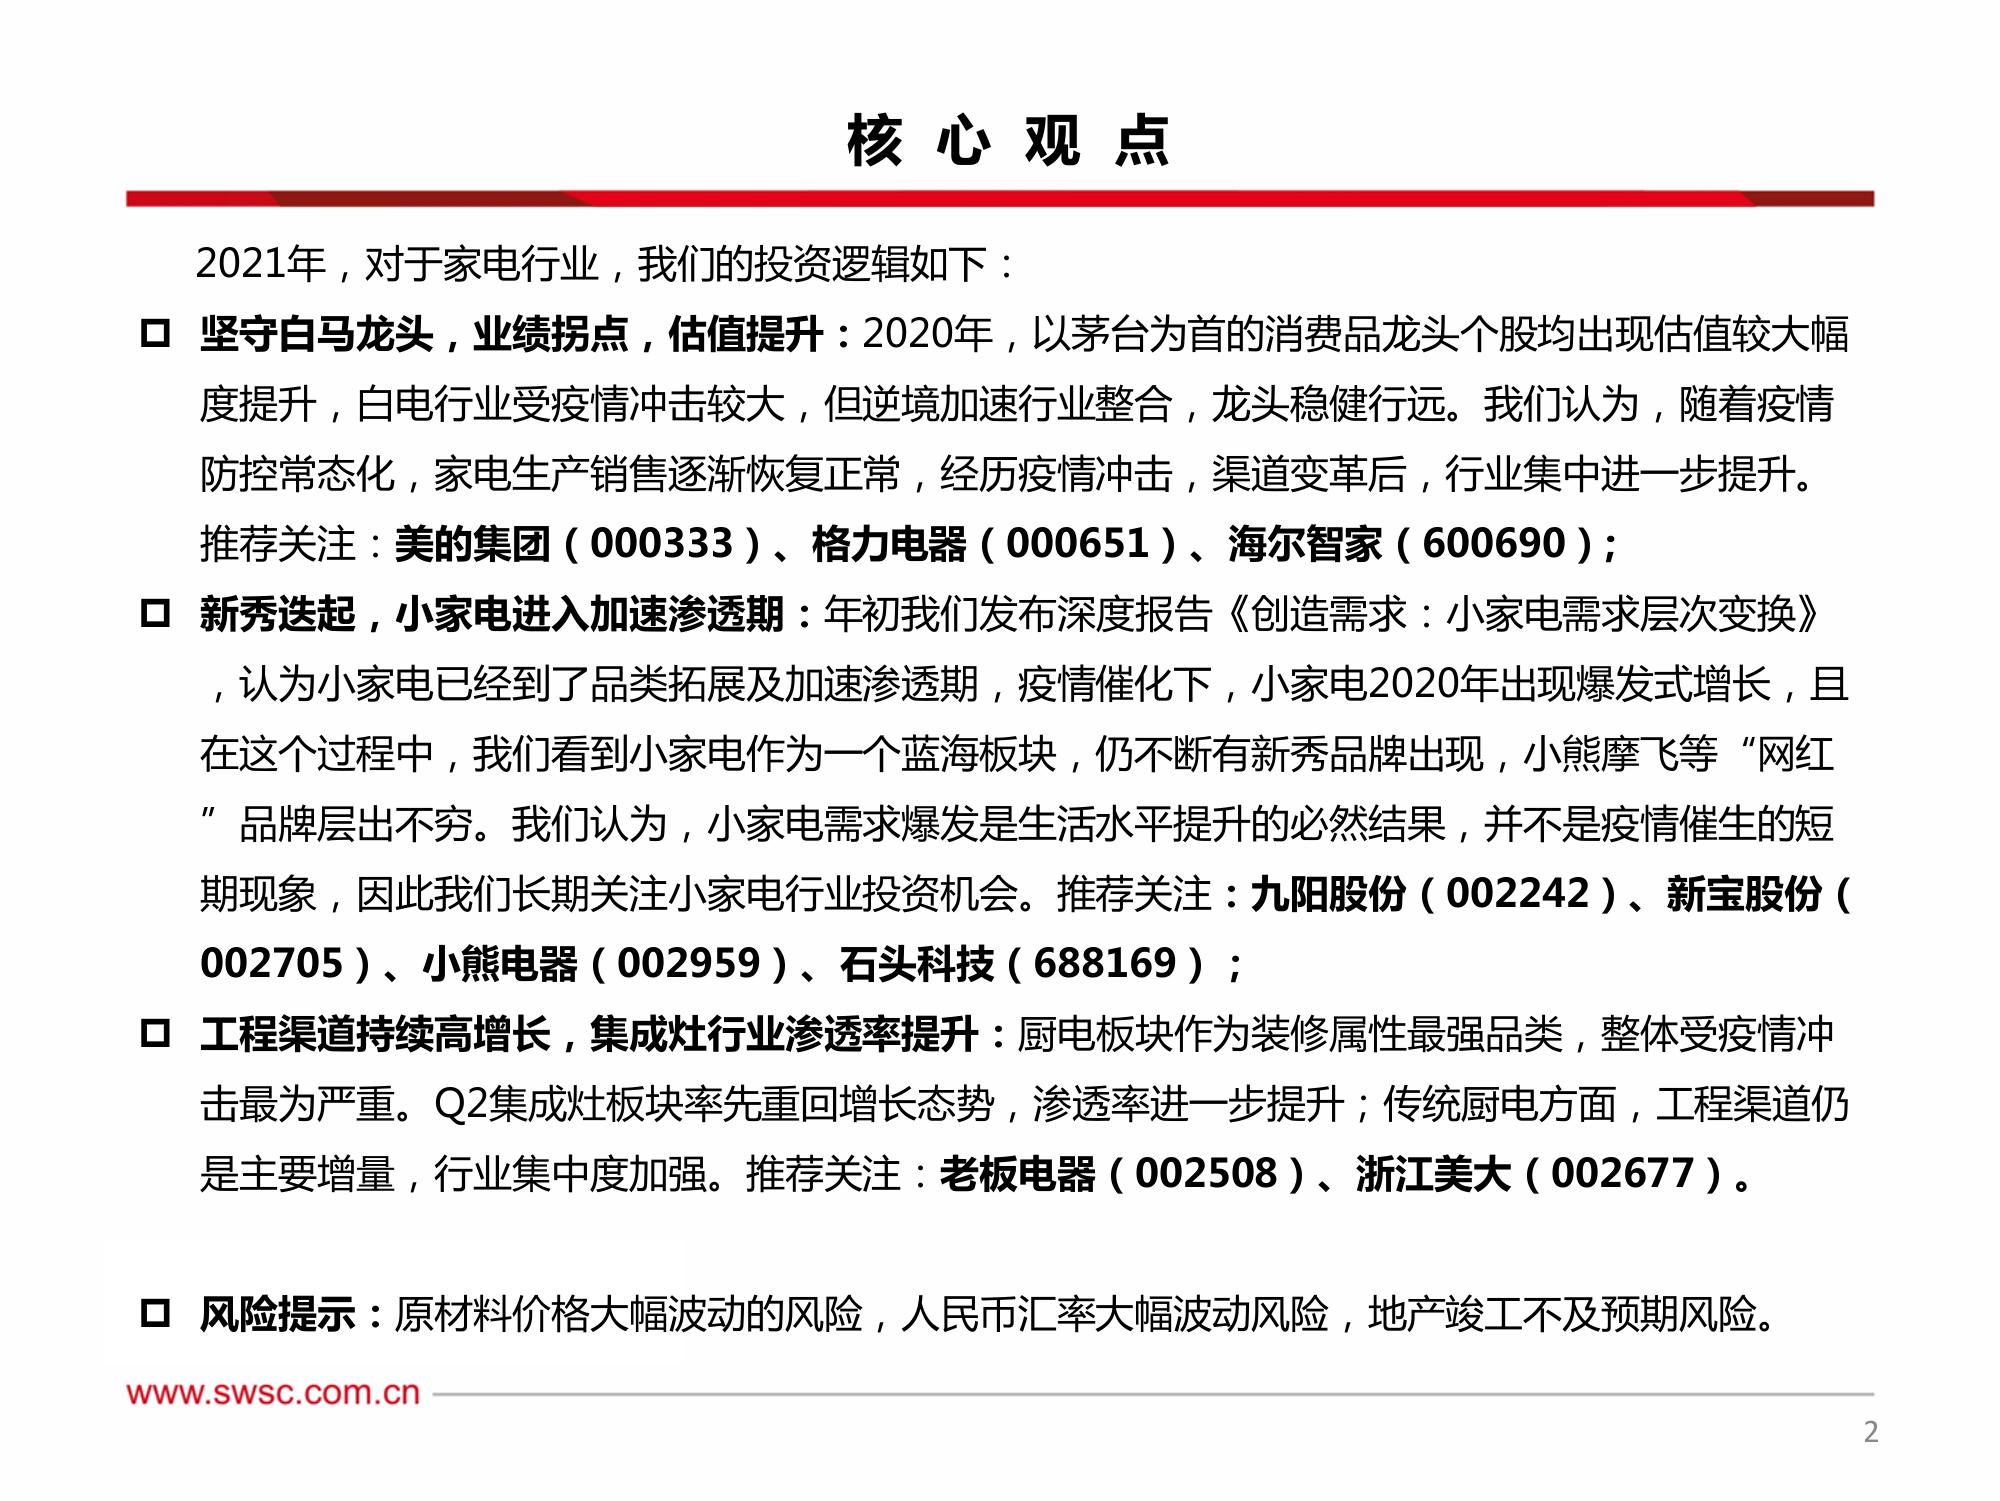 核心观点
2021年，对于家电行业，我们的投资逻辑如下：
坚守白马龙头，业绩拐点，估值提升：2020年，以茅台为首的消费品龙头个股均出现估值较大幅
度提升，白电行业受疫情冲击较大，但逆境加速行业整合，龙头稳健行远。我们认为，随着疫情
防控常态化，家电生产销售逐渐恢复正常，经历疫情冲击，渠道变革后，行业集中进一步提升。
推荐关注：美的集团（000333）、格力电器（000651）、海尔智家（600690）；
新秀迭起，小家电进入加速渗透期：年初我们发布深度报告《创造需求：小家电需求层次变换》
，认为小家电已经到了品类拓展及加速渗透期，疫情催化下，小家电2020年出现爆发式增长，且
在这个过程中，我们看到小家电作为一个蓝海板块，仍不断有新秀品牌出现，小熊摩飞等“网红
”品牌层出不穷。我们认为，小家电需求爆发是生活水平提升的必然结果，并不是疫情催生的短
期现象，因此我们长期关注小家电行业投资机会。推荐关注：九阳股份（002242）、新宝股份（
002705）、小熊电器（002959）、石头科技（688169）；
工程渠道持续高增长，集成灶行业渗透率提升：厨电板块作为装修属性最强品类，整体受疫情冲
击最为严重。Q2集成灶板块率先重回增长态势，渗透率进一步提升；传统厨电方面，工程渠道仍
是主要增量，行业集中度加强。推荐关注：老板电器（002508）、浙江美大（002677）。
风险提示：原材料价格大幅波动的风险，人民币汇率大幅波动风险，地产竣工不及预期风险。
www.swsc.com.cn
2